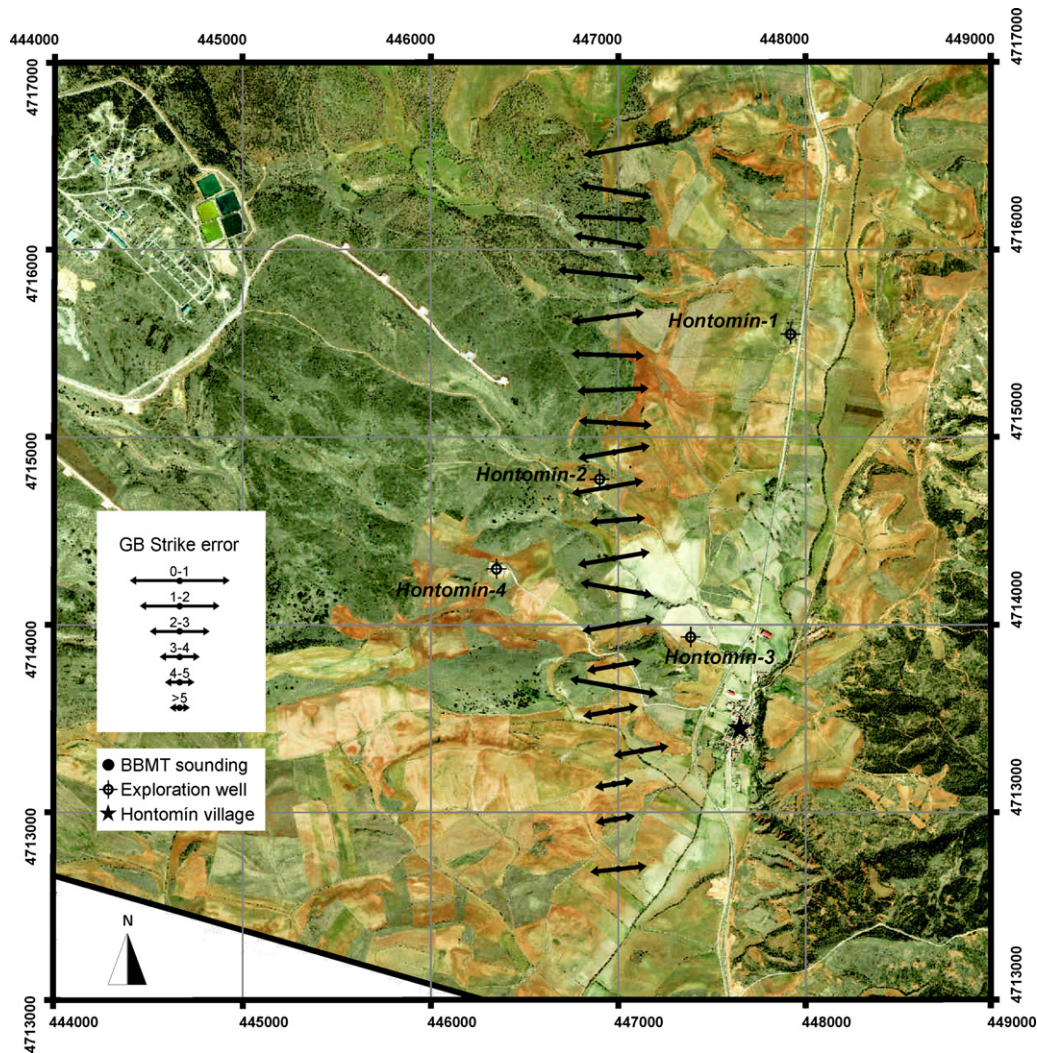 444000 445000 446000 447000 448000 449000
4717000 4717000
4716000 4716000
Hontomín-1
4715000 4715000
Hontomín-2
GB Strike error
0-1
1-2
2-3
3-4
4-5
>5
Hontomín-4
4714000 4714000
Hontomín-3
BBMT sounding
Exploration well
Hontomín village
4713000 4713000
N
4713000 4713000
444000 445000 446000 447000 448000 449000